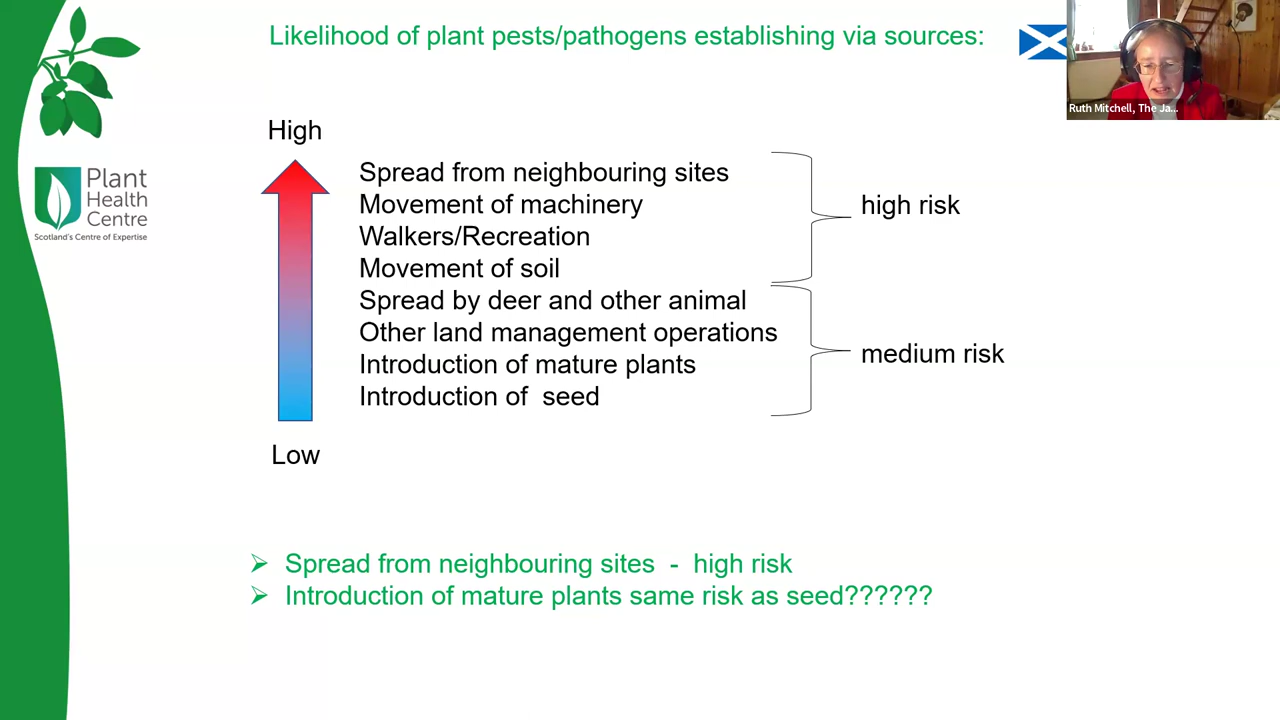 Likelihood of plant pests/pathogens establishing via sources:
Ruth Mitchell, The Ja...
Plant
Health
Centre
Scotland's Centre of Expertise
High
Spread from neighbouring sites
Movement of machinery
Walkers/Recreation
Movement of soil
high risk
Spread by deer and other animal
Other land management operations
Introduction of mature plants
Introduction of seed
medium risk
Low
Spread from neighbouring sites - high risk
Introduction of mature plants same risk as seed??????